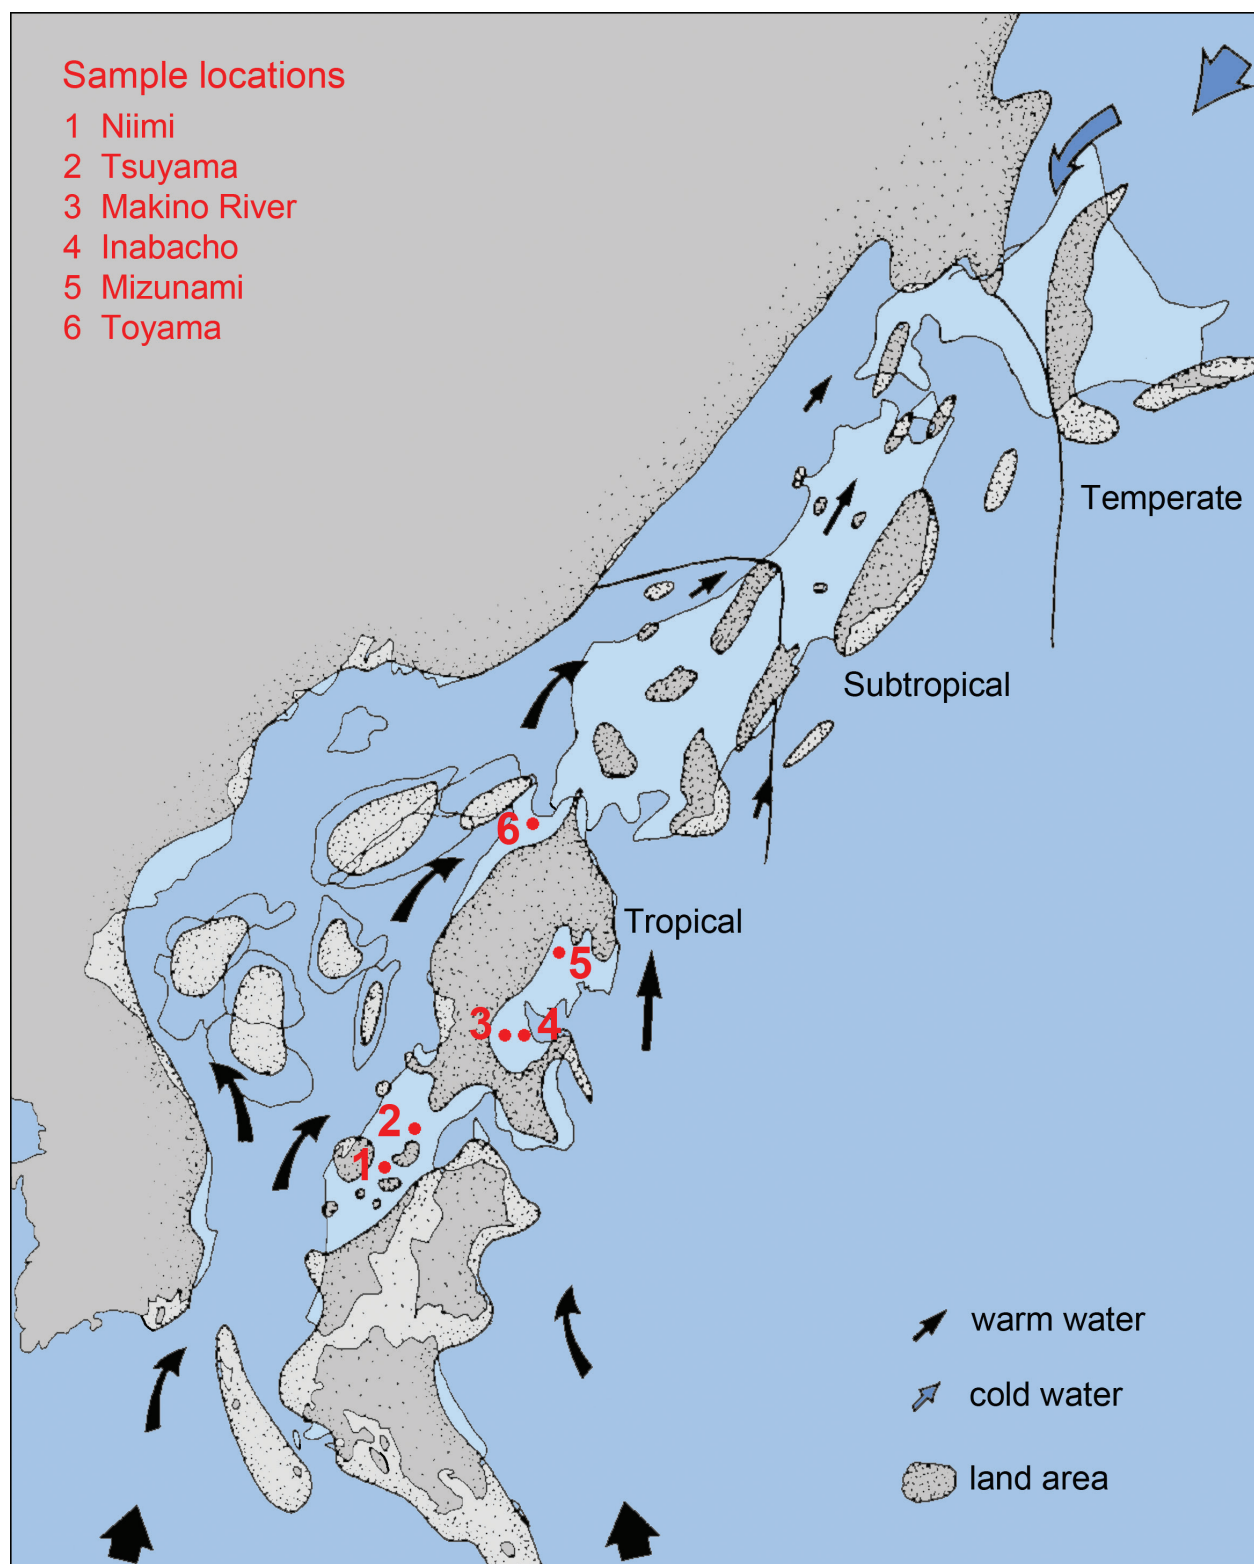 Sample locations
1 Niimi
2 Tsuyama
3 Makino River
4 Inabacho
5 Mizunami
6 Toyama
Temperate
Subtropical
6
Tropical
5
3
4
2
1
warm water
cold water
land area